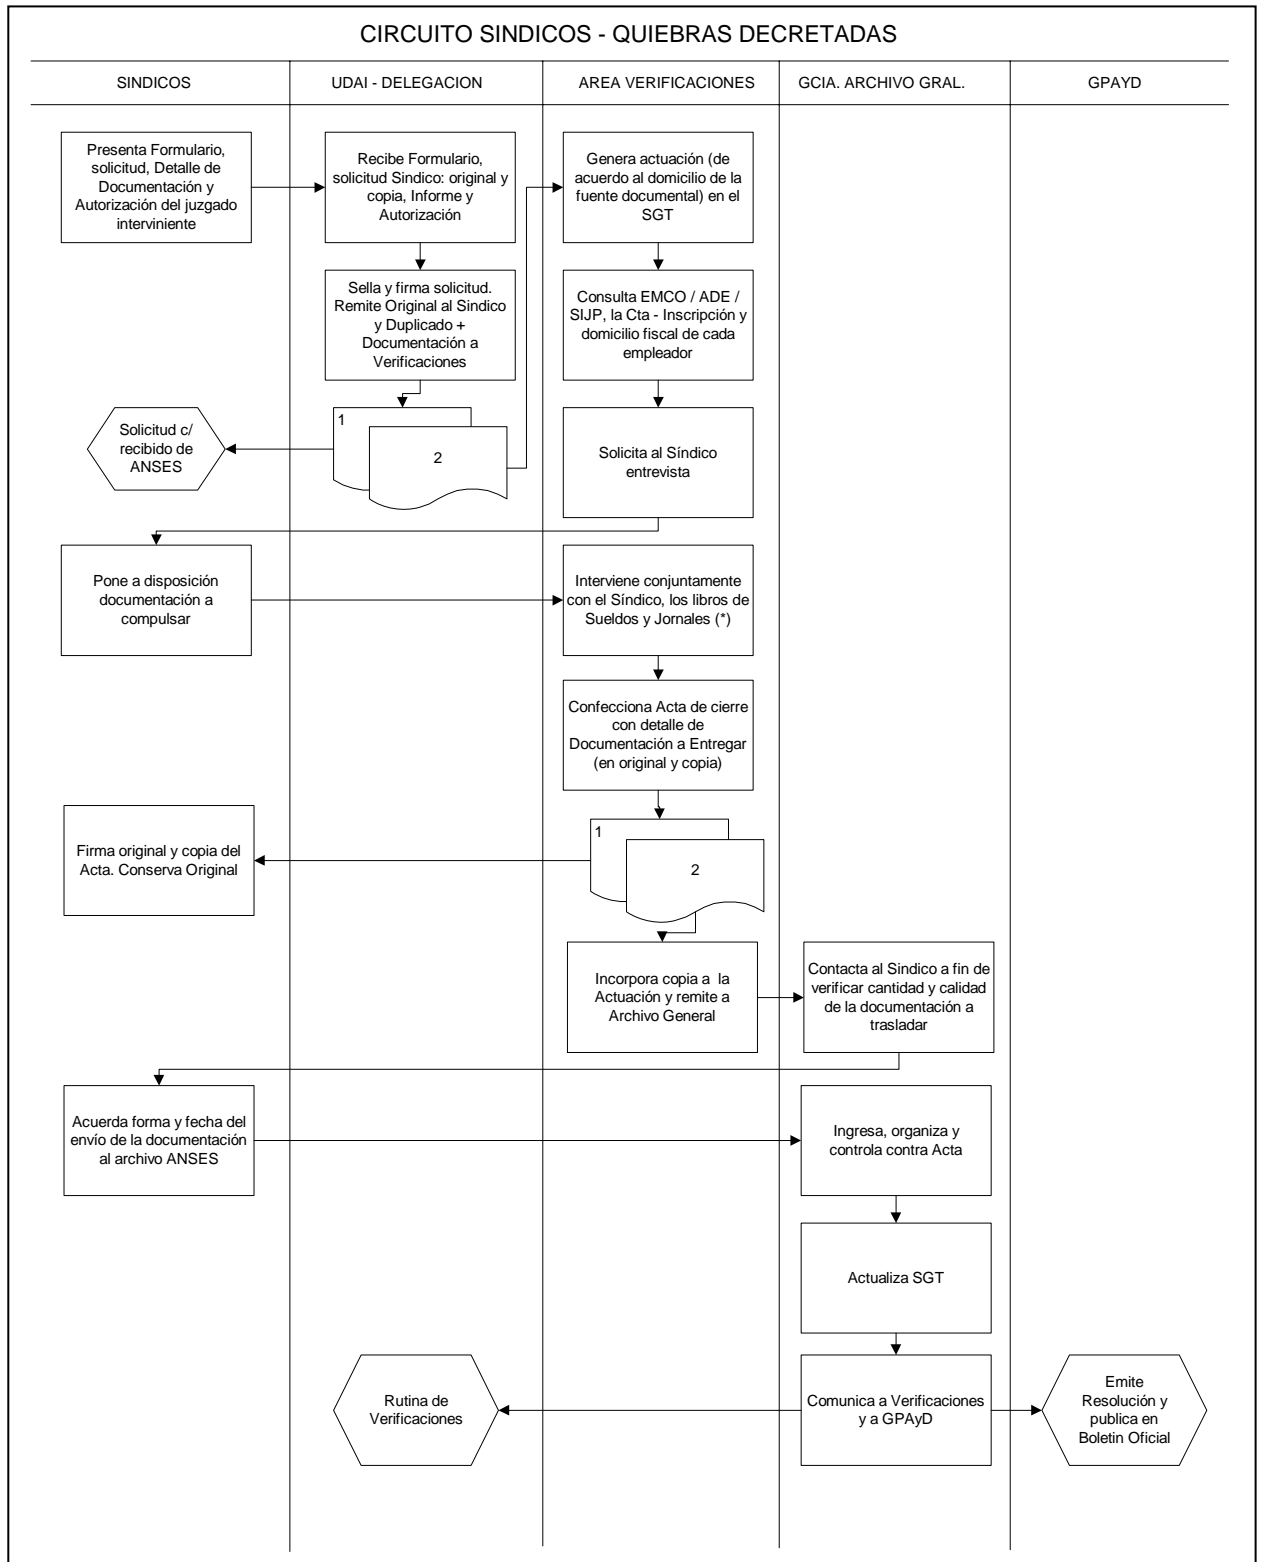 CIRCUITO SINDICOS - QUIEBRAS DECRETADAS
SINDICOS
UDAI - DELEGACION
AREA VERIFICACIONES
GCIA. ARCHIVO GRAL.
GPAYD
Presenta Formulario,
solicitud, Detalle de
Documentación y
Autorización del juzgado
interviniente
Recibe Formulario,
solicitud Sindico: original y
copia, Informe y
Autorización
Genera actuación (de
acuerdo al domicilio de la
fuente documental) en el
SGT
Sella y firma solicitud.
Remite Original al Sindico
y Duplicado +
Documentación a
Verificaciones
Consulta EMCO / ADE /
SIJP, la Cta - Inscripción y
domicilio fiscal de cada
empleador
Solicitud c/
recibido de
ANSES
1
2
Solicita al Síndico
entrevista
Pone a disposición
documentación a
compulsar
Interviene conjuntamente
con el Síndico, los libros de
Sueldos y Jornales (*)
Confecciona Acta de cierre
con detalle de
Documentación a Entregar
(en original y copia)
Firma original y copia del
Acta. Conserva Original
1
2
Incorpora copia a la
Actuación y remite a
Archivo General
Contacta al Sindico a fin de
verificar cantidad y calidad
de la documentación a
trasladar
Acuerda forma y fecha del
envío de la documentación
al archivo ANSES
Ingresa, organiza y
controla contra Acta
Actualiza SGT
Rutina de
Verificaciones
Comunica a Verificaciones
y a GPAyD
Emite
Resolución y
publica en
Boletin Oficial